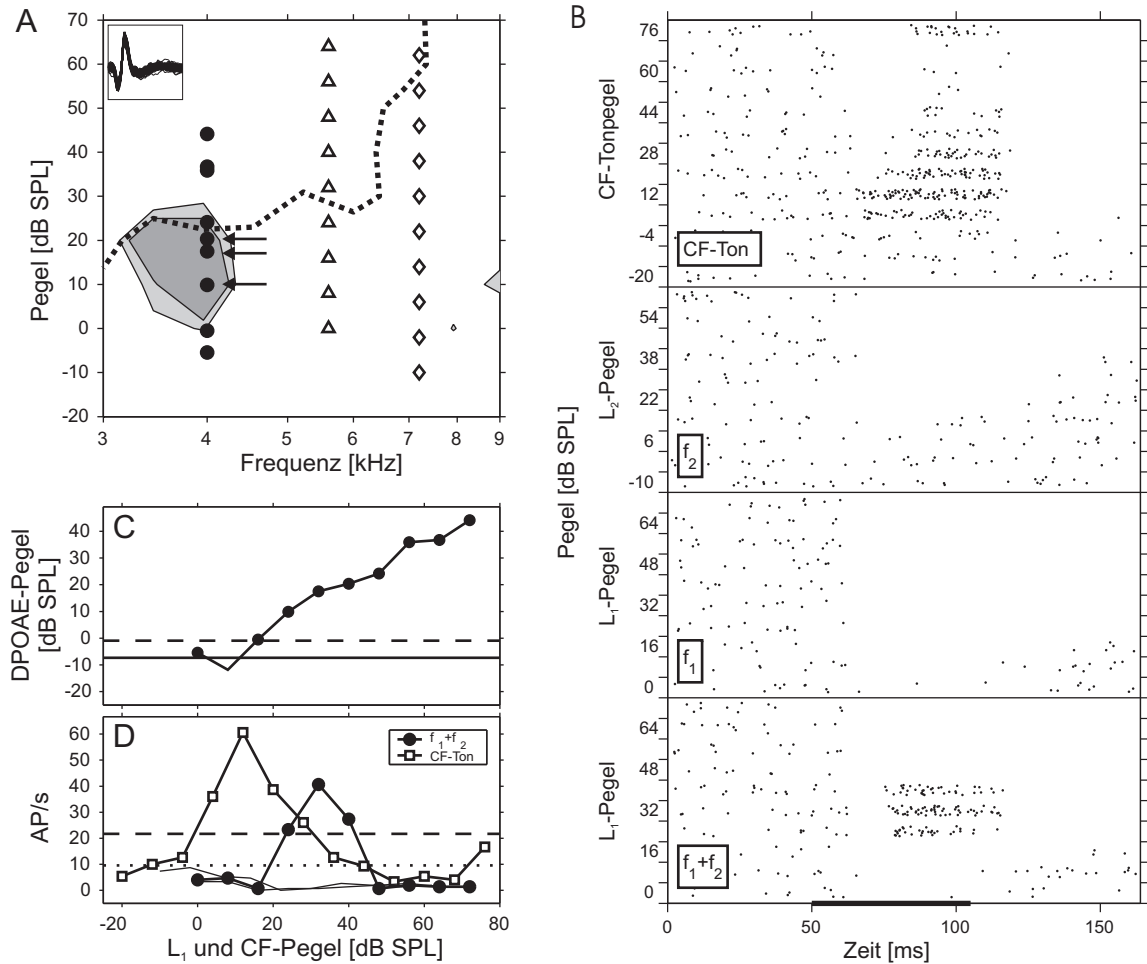 A
70
60
50
40
30
20
10
0
-10
-20
Pegel [dB SPL]
3 4 5 6 7 8 9
Frequenz [kHz]
C
40
30
20
10
0
-10
-20
DPOAE-Pegel
[dB SPL]
D
60
50
40
30
20
10
0
AP/s
f1+f2
CF-Ton
-20 0 20 40 60 80
L1 und CF-Pegel [dB SPL]
B
Pegel [dB SPL]
76
60
44
28
12
-4
-20
CF-Tonpegel
CF-Ton
54
38
22
6
-10
L2-Pegel
f2
64
48
32
16
0
L1-Pegel
f1
64
48
32
16
0
L1-Pegel
f1+f2
0 50 100 150
Zeit [ms]